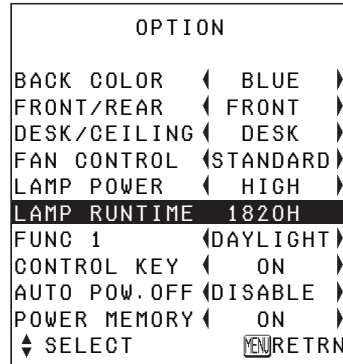 OPTION
BACK COLOR BLUE
FRONT/REAR FRONT
DESK/CEILING DESK
FAN CONTROL STANDARD
LAMP POWER HIGH
LAMP RUNTIME 1820H
FUNC 1 DAYLIGHT
CONTROL KEY ON
AUTO POW.OFF DISABLE
POWER MEMORY ON
SELECT MENU RETRN